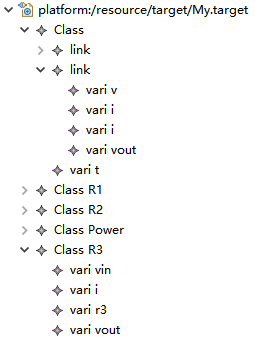 platform:/resource/target/My.target
Class
link
link
vari v
vari i
vari i
vari vout
vari t
Class R1
Class R2
Class Power
Class R3
vari vin
vari i
vari r3
vari vout